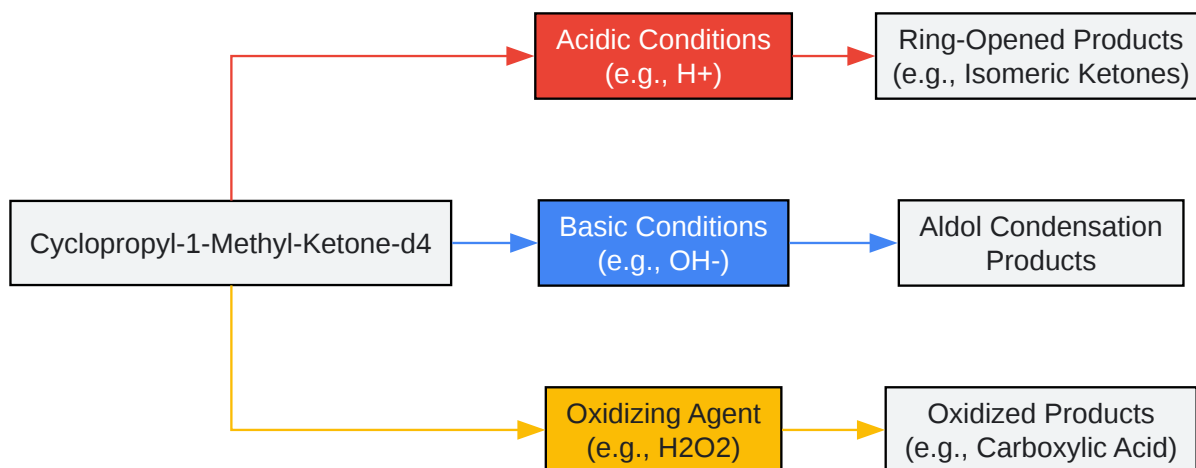 Acidic Conditions
(e.g., H+)
Ring-Opened Products
(e.g., Isomeric Ketones)
Cyclopropyl-1-Methyl-Ketone-d4
Basic Conditions
(e.g., OH-)
Aldol Condensation
Products
Oxidizing Agent
(e.g., H2O2)
Oxidized Products
(e.g., Carboxylic Acid)